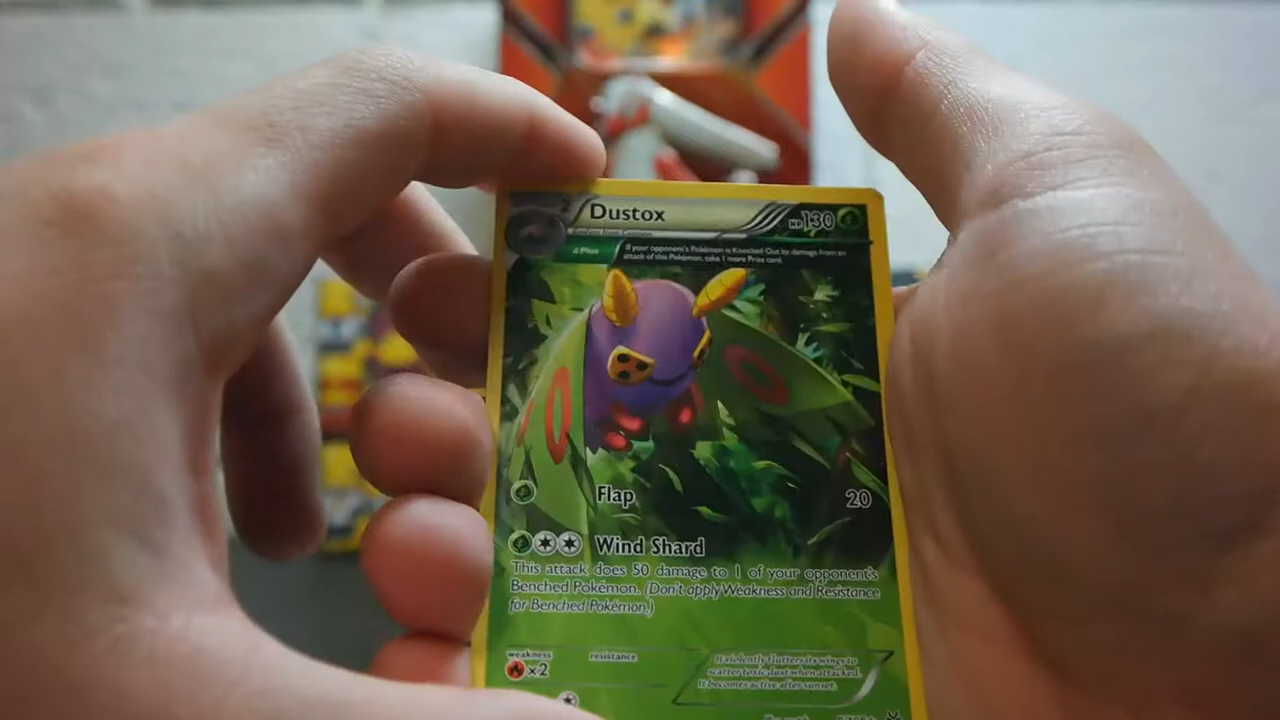 2 Dustox HP130
Δ Plus
If your opponent's Pokémon is Knocked Out by damage from an
attack of this Pokémon, take 1 more Prize card.
Flap 20
Wind Shard
This attack does 50 damage to 1 of your opponent's
Benched Pokémon. (Don't apply Weakness and Resistance
for Benched Pokémon.)
weakness resistance
×2
It violently flutters its wings to
scatter toxic dust when attacked.
It becomes active after sunset.